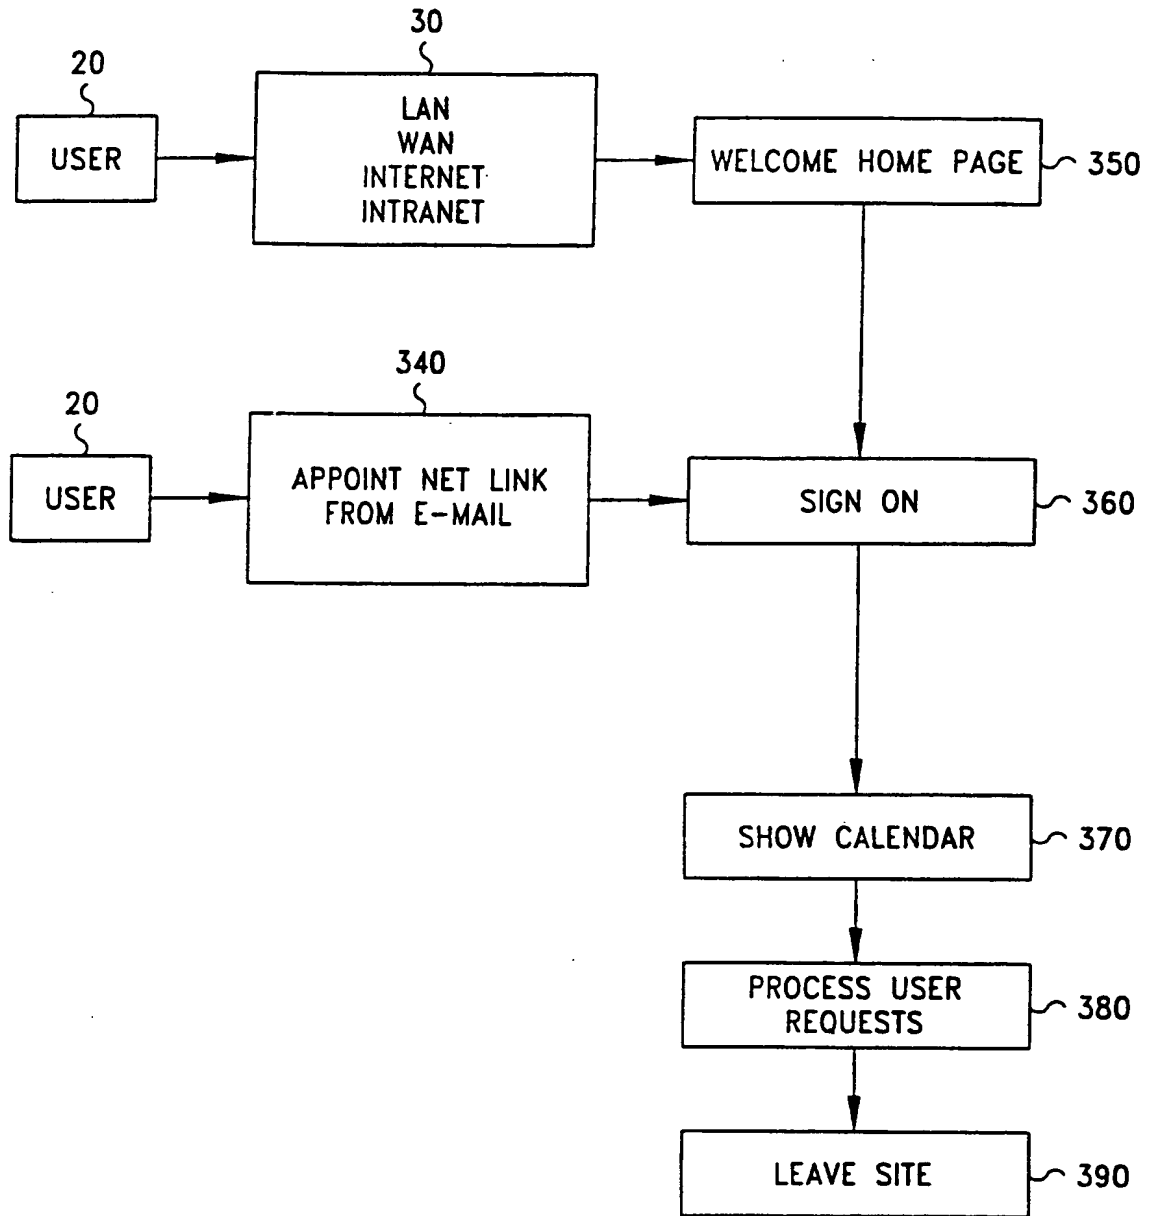 30
20
USER
LAN
WAN
INTERNET
INTRANET
WELCOME HOME PAGE
350
340
20
USER
APPOINT NET LINK
FROM E-MAIL
SIGN ON
360
SHOW CALENDAR
370
PROCESS USER
REQUESTS
380
LEAVE SITE
390